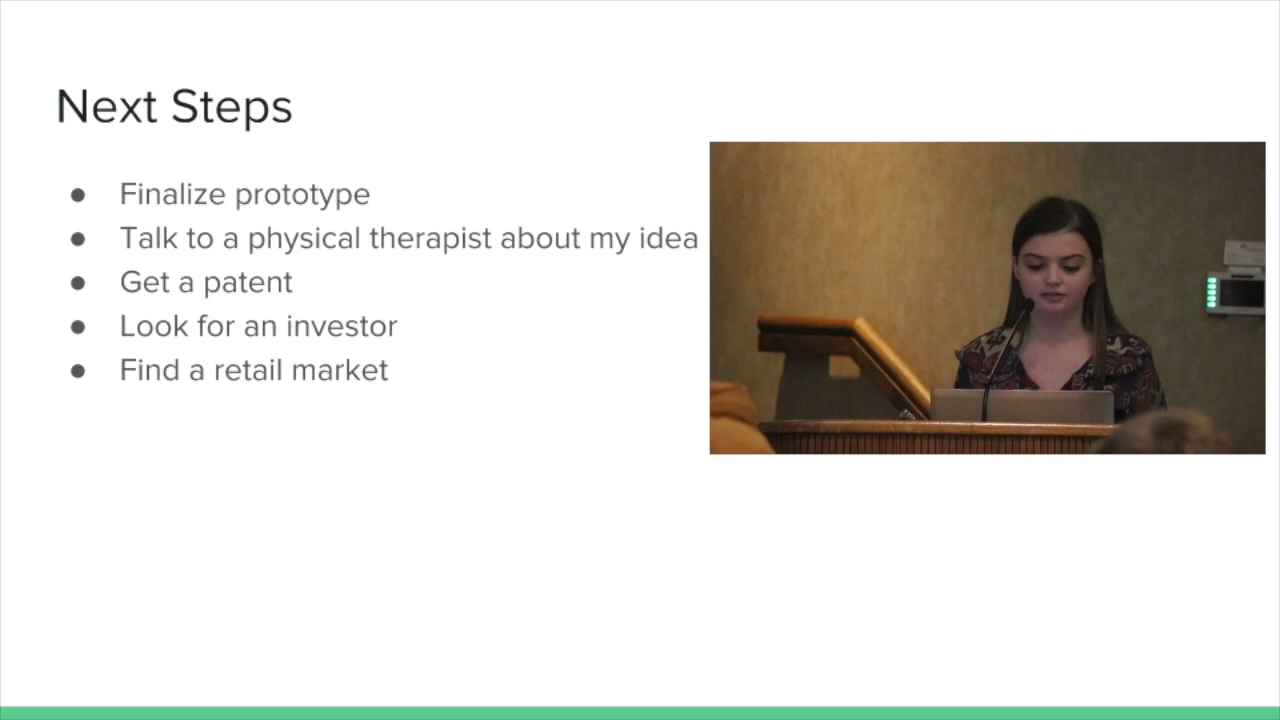 Next Steps
● Finalize prototype
● Talk to a physical therapist about my idea
● Get a patent
● Look for an investor
● Find a retail market